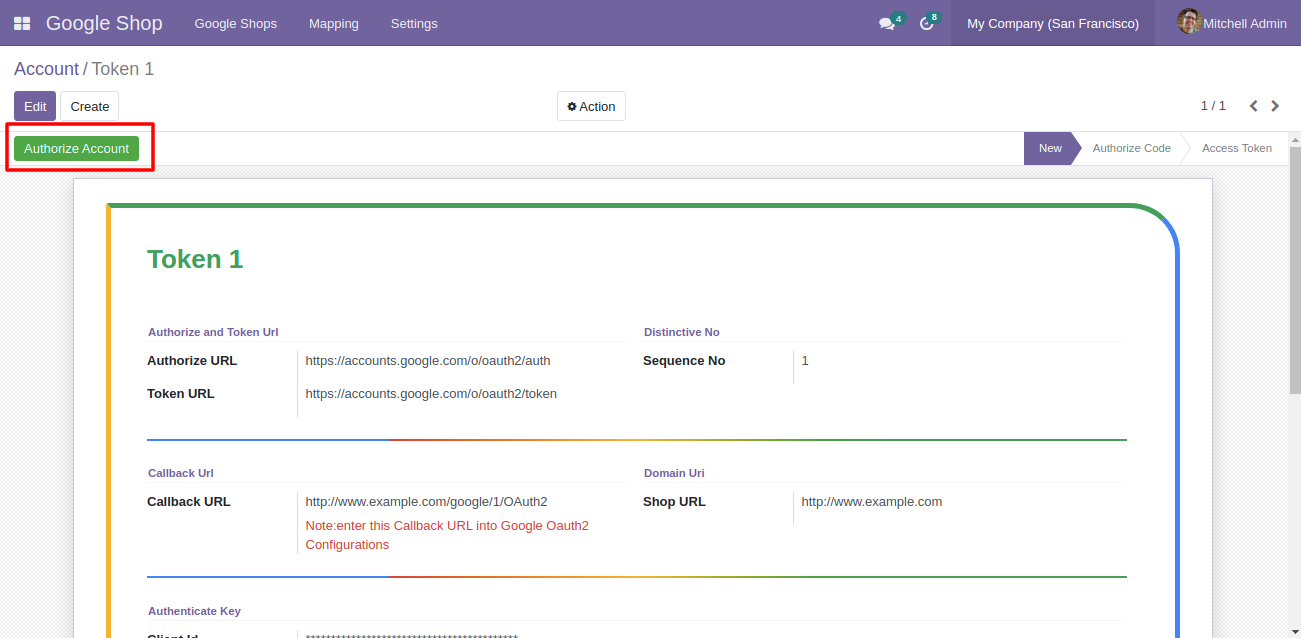 Google Shop Google Shops Mapping Settings 4 8 My Company (San Francisco) Mitchell Admin
Account / Token 1
Edit Create Action 1 / 1
Authorize Account New Authorize Code Access Token
Token 1
Authorize and Token Url Distinctive No
Authorize URL https://accounts.google.com/o/oauth2/auth Sequence No 1
Token URL https://accounts.google.com/o/oauth2/token
Callback Url Domain Uri
Callback URL http://www.example.com/google/1/OAuth2 Shop URL http://www.example.com
Note:enter this Callback URL into Google Oauth2
Configurations
Authenticate Key
Client Id